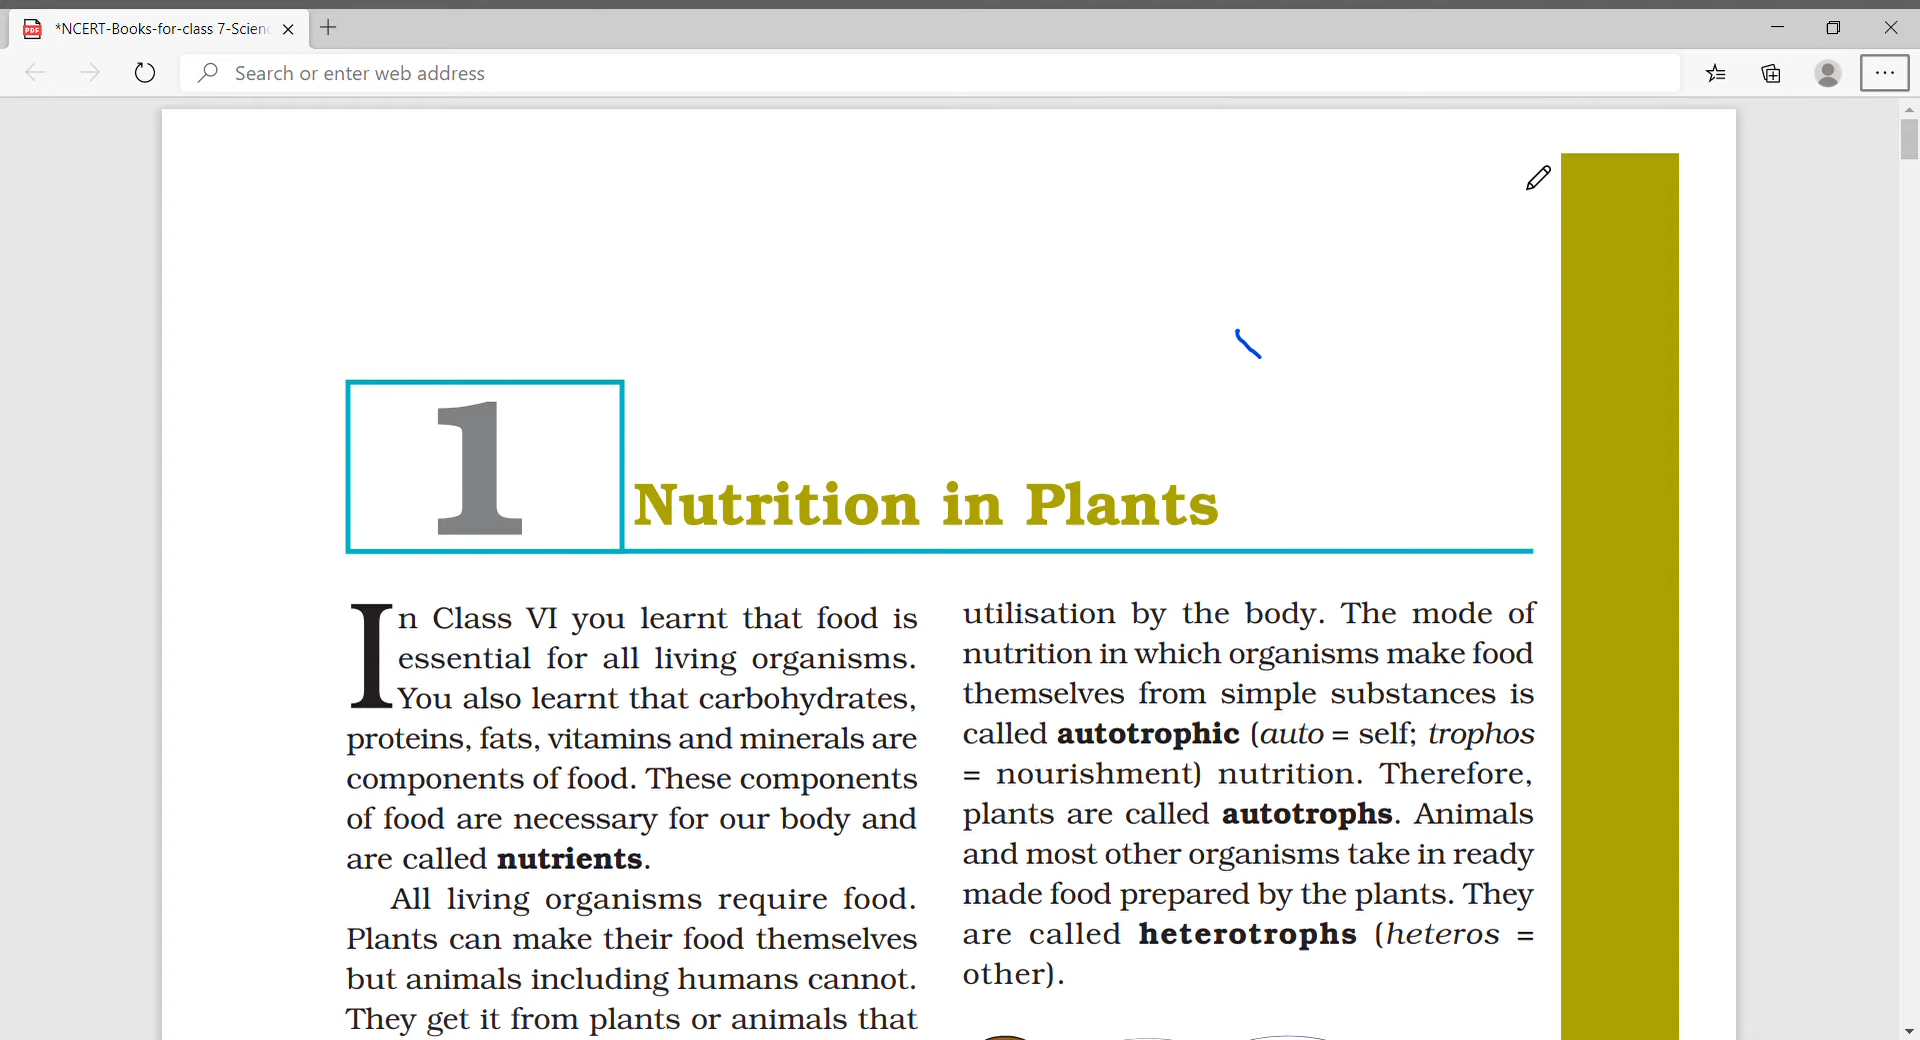 *NCERT-Books-for-class 7-Scien
Search or enter web address
1
Nutrition in Plants
In Class VI you learnt that food is
essential for all living organisms.
You also learnt that carbohydrates,
proteins, fats, vitamins and minerals are
components of food. These components
of food are necessary for our body and
are called nutrients.
All living organisms require food.
Plants can make their food themselves
but animals including humans cannot.
They get it from plants or animals that
utilisation by the body. The mode of
nutrition in which organisms make food
themselves from simple substances is
called autotrophic (auto = self; trophos
= nourishment) nutrition. Therefore,
plants are called autotrophs. Animals
and most other organisms take in ready
made food prepared by the plants. They
are called heterotrophs (heteros =
other).